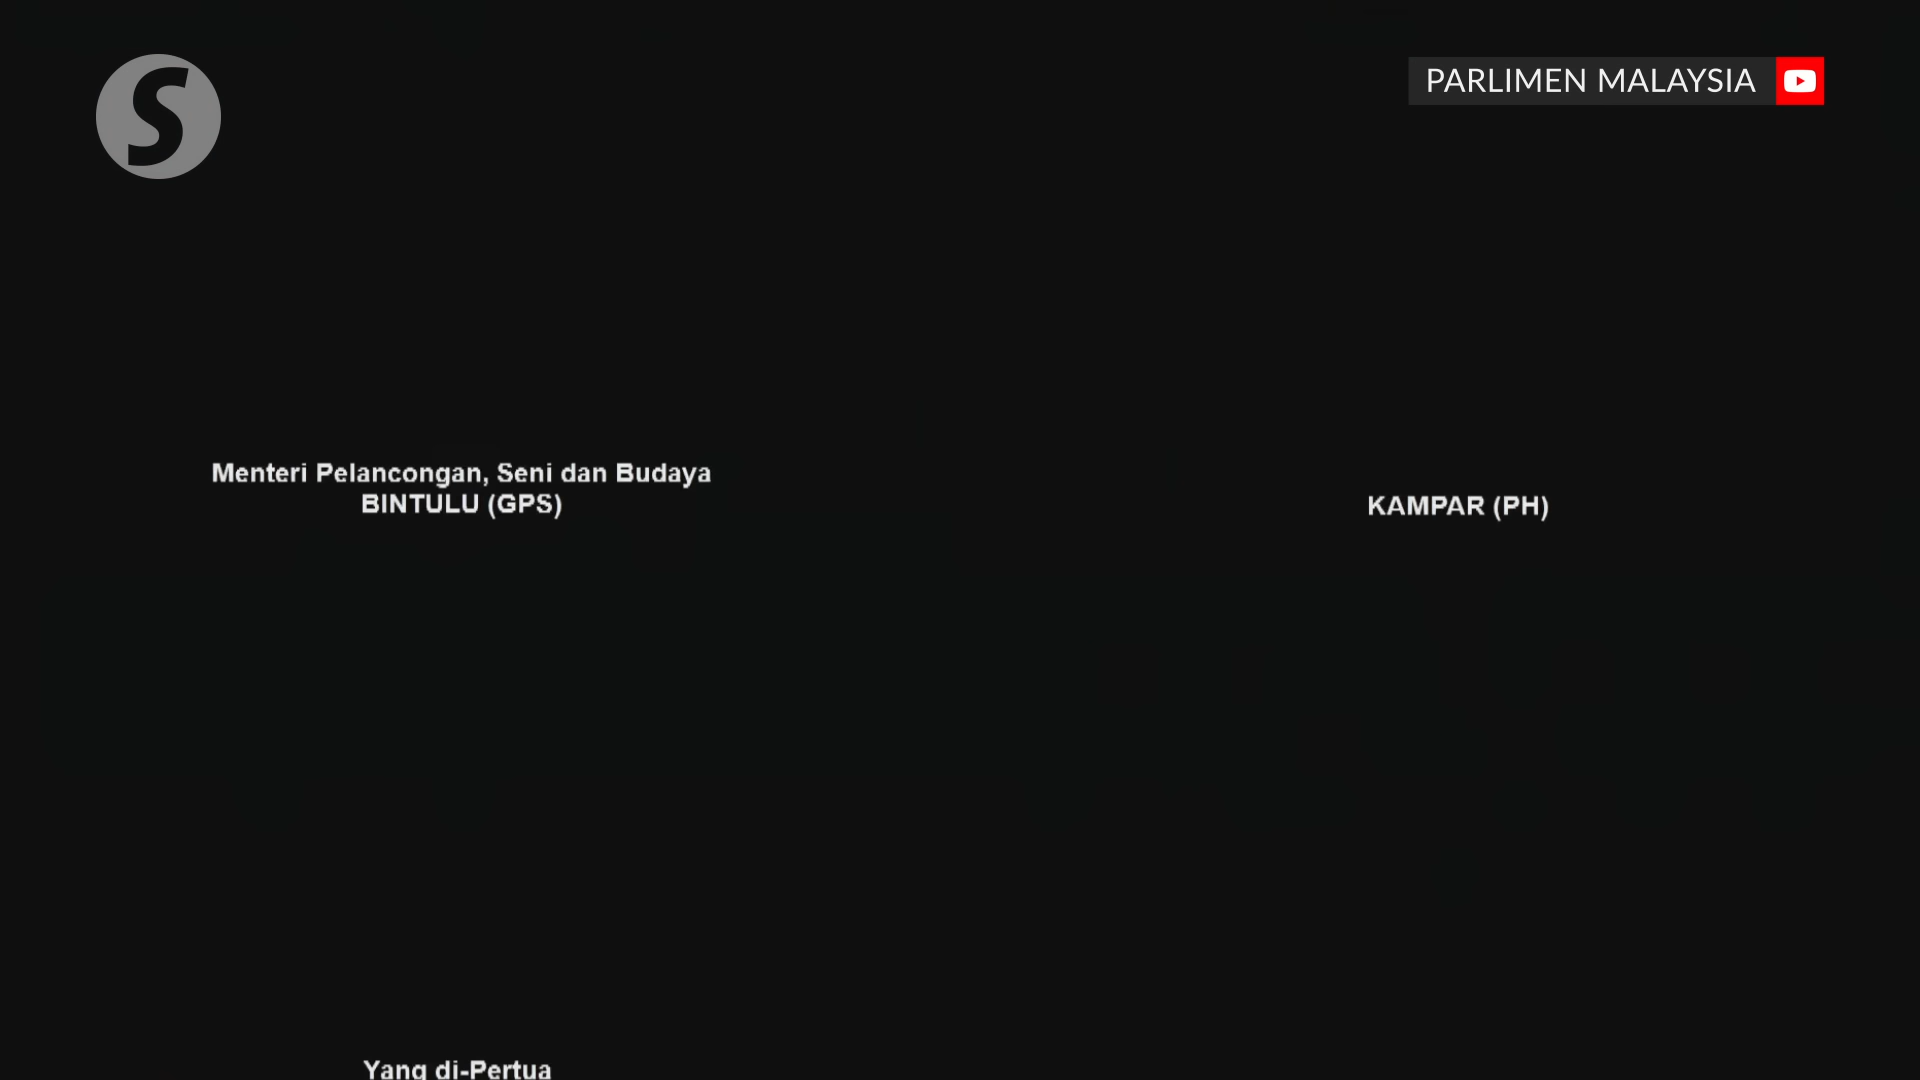 S
PARLIMEN MALAYSIA
Menteri Pelancongan, Seni dan Budaya
BINTULU (GPS)
KAMPAR (PH)
Yang di-Pertua